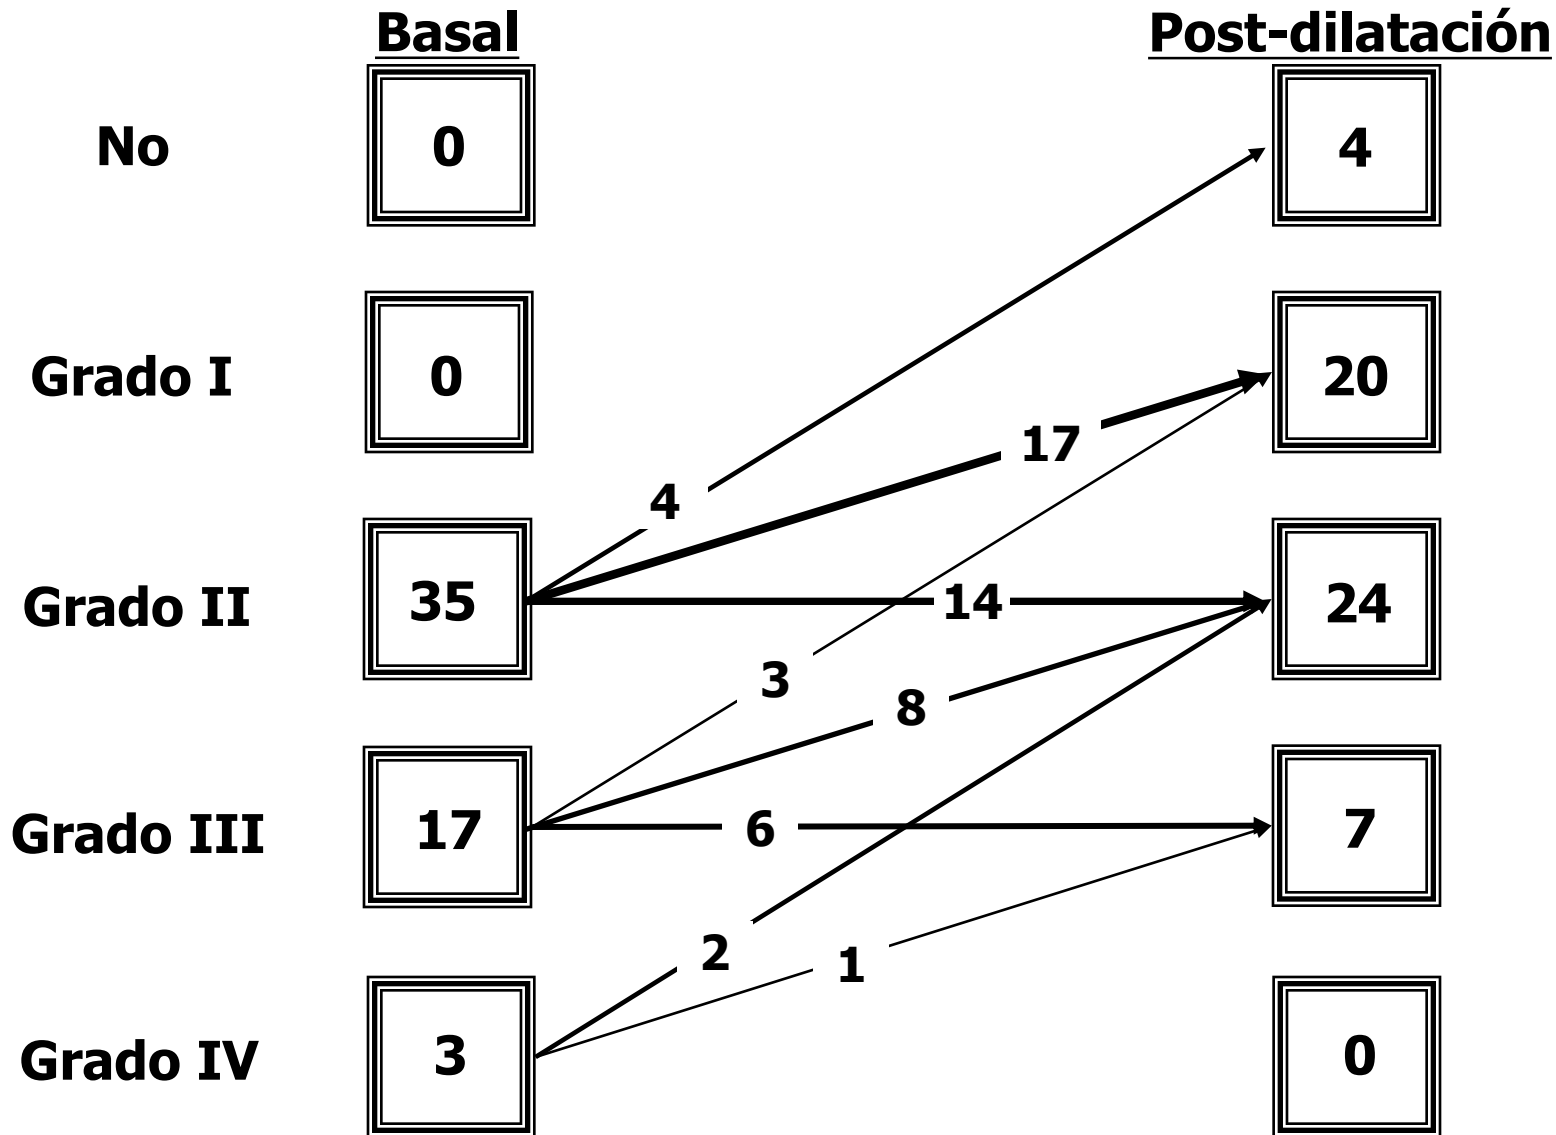 Basal Post-dilatación
No 0 4
Grado I 0 20
17
4
Grado II 35 14 24
3
8
Grado III 17 6 7
2
1
Grado IV 3 0